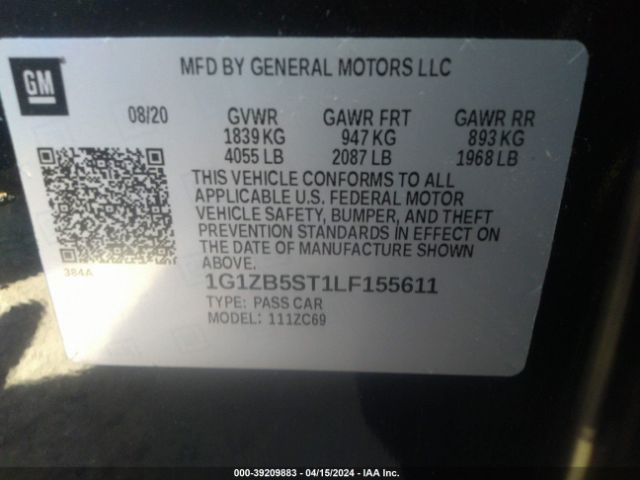 GM
MFD BY GENERAL MOTORS LLC
08/20 GVWR GAWR FRT GAWR RR
1839 KG 947 KG 893 KG
4055 LB 2087 LB 1968 LB
THIS VEHICLE CONFORMS TO ALL
APPLICABLE U.S. FEDERAL MOTOR
VEHICLE SAFETY, BUMPER, AND THEFT
PREVENTION STANDARDS IN EFFECT ON
THE DATE OF MANUFACTURE SHOWN
ABOVE.
384A
1G1ZB5ST1LF155611
TYPE: PASS CAR
MODEL: 111ZC69
000-39209883 - 04/15/2024 - IAA Inc.